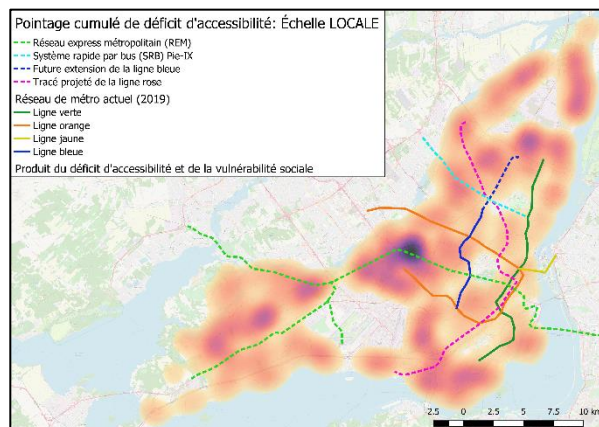 Pointage cumulé de déficit d'accessibilité: Échelle LOCALE
Réseau express métropolitain (REM)
Système rapide par bus (SRB) Pie-IX
Future extension de la ligne bleue
Tracé projeté de la ligne rose
Réseau de métro actuel (2019)
Ligne verte
Ligne orange
Ligne jaune
Ligne bleue
Produit du déficit d'accessibilité et de la vulnérabilité sociale
2.5 0 2.5 5 7.5 10 km